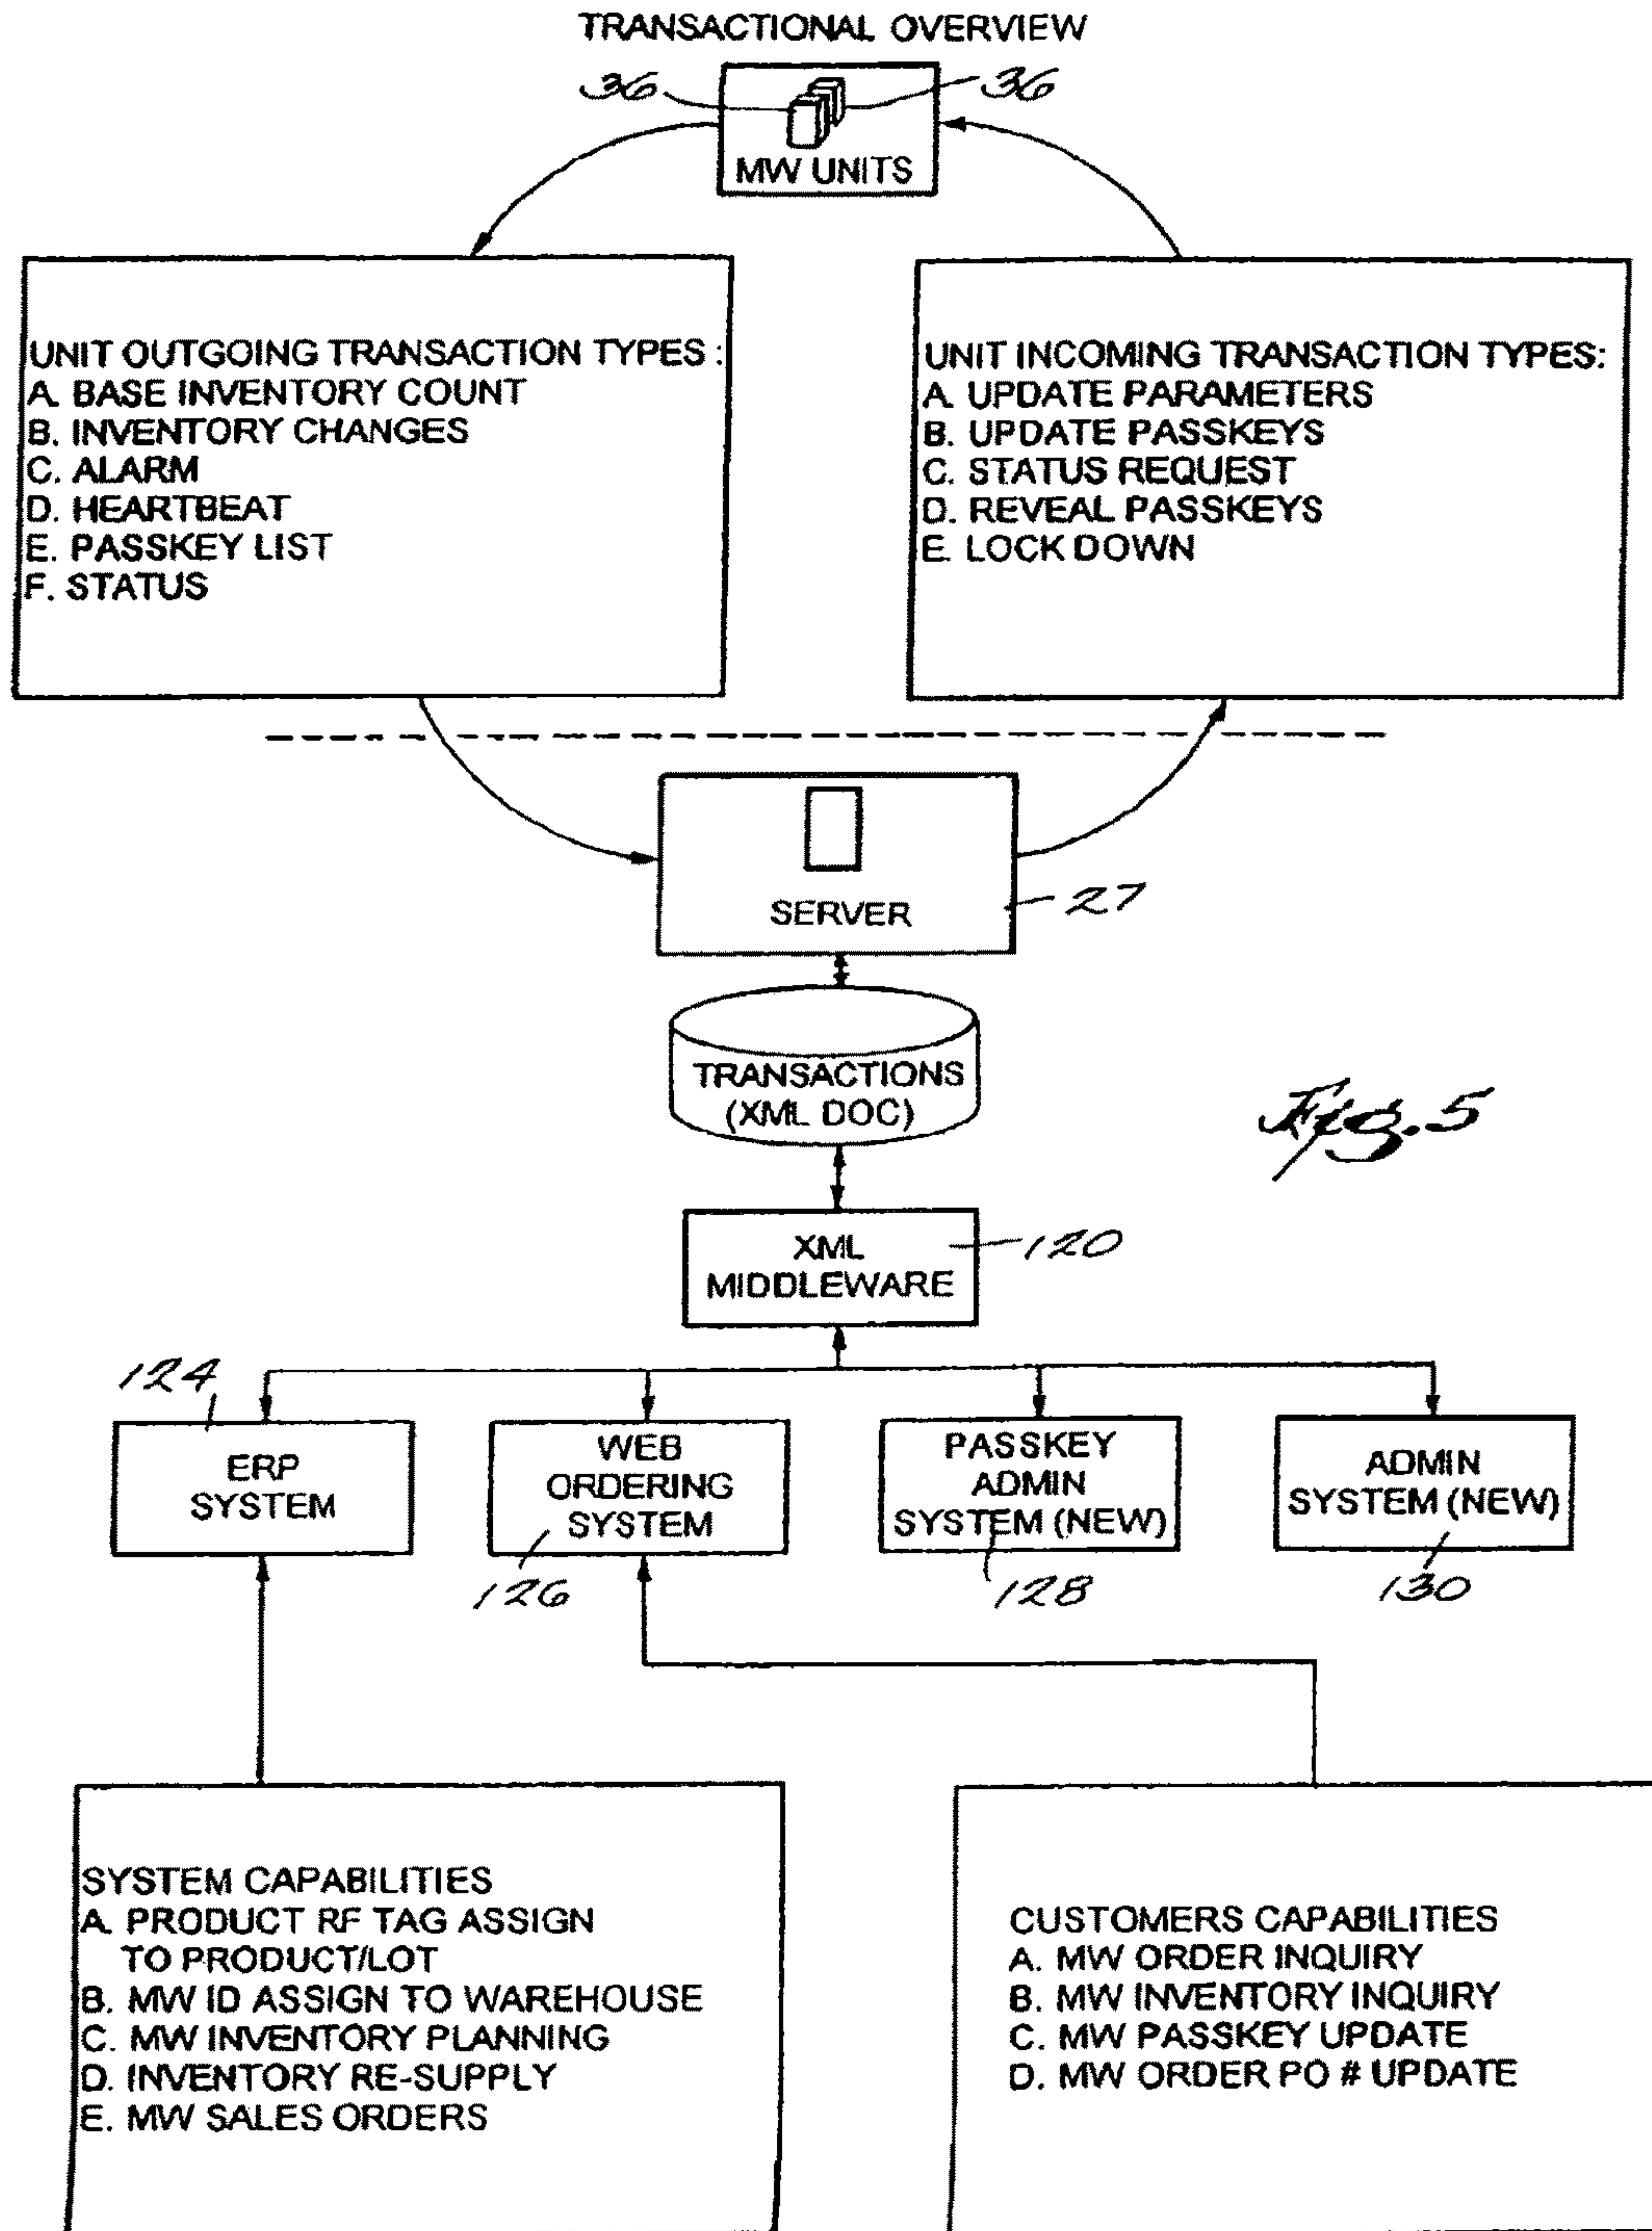 TRANSACTIONAL OVERVIEW
36
36
MW UNITS
UNIT OUTGOING TRANSACTION TYPES :
A. BASE INVENTORY COUNT
B. INVENTORY CHANGES
C. ALARM
D. HEARTBEAT
E. PASSKEY LIST
F. STATUS
UNIT INCOMING TRANSACTION TYPES:
A. UPDATE PARAMETERS
B. UPDATE PASSKEYS
C. STATUS REQUEST
D. REVEAL PASSKEYS
E. LOCK DOWN
SERVER
27
TRANSACTIONS
(XML DOC)
Fig. 5
XML
MIDDLEWARE
120
124
ERP
SYSTEM
WEB
ORDERING
SYSTEM
126
PASSKEY
ADMIN
SYSTEM (NEW)
128
ADMIN
SYSTEM (NEW)
130
SYSTEM CAPABILITIES
A. PRODUCT RF TAG ASSIGN
TO PRODUCT/LOT
B. MW ID ASSIGN TO WAREHOUSE
C. MW INVENTORY PLANNING
D. INVENTORY RE-SUPPLY
E. MW SALES ORDERS
CUSTOMERS CAPABILITIES
A. MW ORDER INQUIRY
B. MW INVENTORY INQUIRY
C. MW PASSKEY UPDATE
D. MW ORDER PO # UPDATE